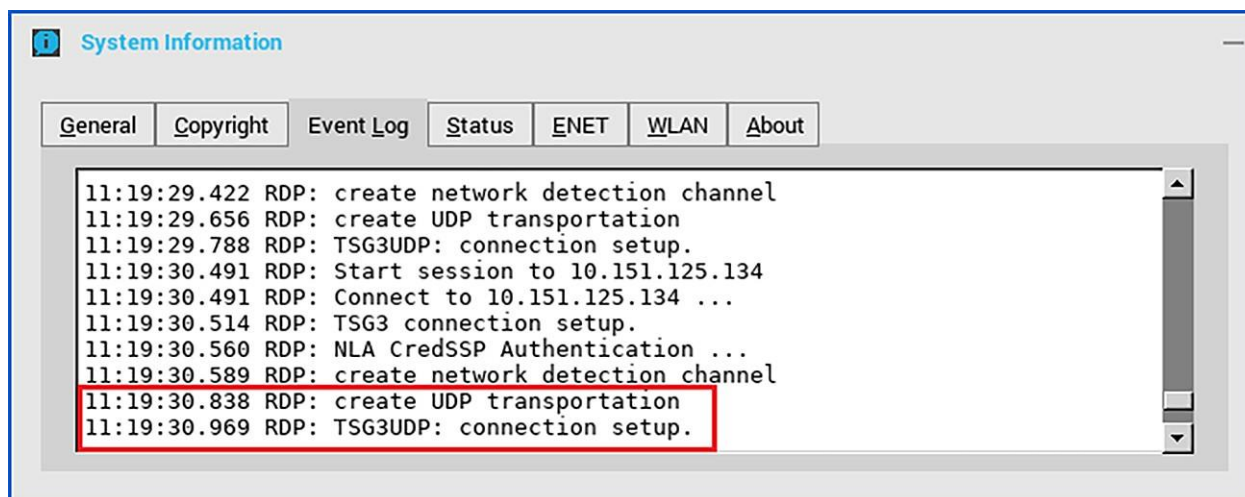 System Information
General Copyright Event Log Status ENET WLAN About
11:19:29.422 RDP: create network detection channel
11:19:29.656 RDP: create UDP transportation
11:19:29.788 RDP: TSG3UDP: connection setup.
11:19:30.491 RDP: Start session to 10.151.125.134
11:19:30.491 RDP: Connect to 10.151.125.134 ...
11:19:30.514 RDP: TSG3 connection setup.
11:19:30.560 RDP: NLA CredSSP Authentication ...
11:19:30.589 RDP: create network detection channel
11:19:30.838 RDP: create UDP transportation
11:19:30.969 RDP: TSG3UDP: connection setup.